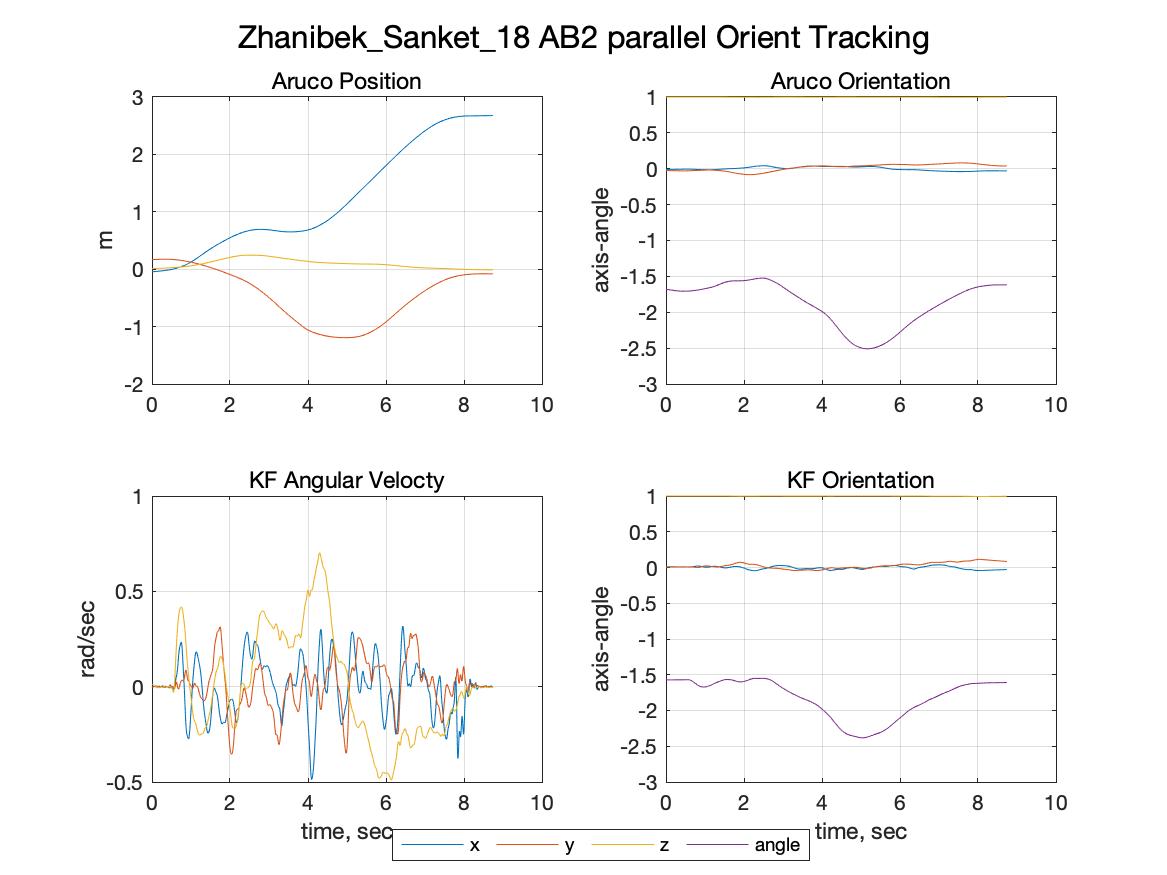 Zhanibek_Sanket_18 AB2 parallel Orient Tracking
Aruco Position
3
2
1
0
-1
-2
m
0 2 4 6 8 10
Aruco Orientation
1
0.5
0
-0.5
-1
-1.5
-2
-2.5
-3
axis-angle
0 2 4 6 8 10
KF Angular Velocty
1
0.5
0
-0.5
rad/sec
0 2 4 6 8 10
time, sec
KF Orientation
1
0.5
0
-0.5
-1
-1.5
-2
-2.5
-3
axis-angle
0 2 4 6 8 10
time, sec
x y z angle